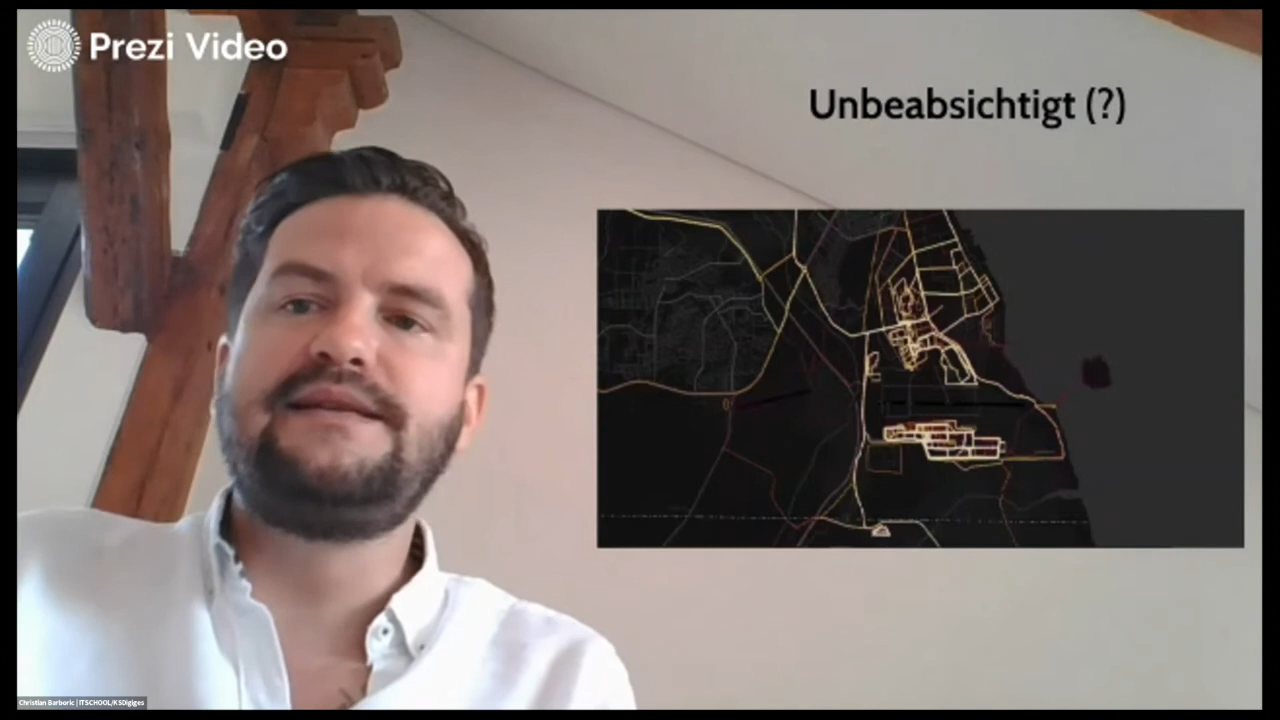 Prezi Video
Unbeabsichtigt (?)
Christian Barboric | ITSCHOOL/KSDigiges